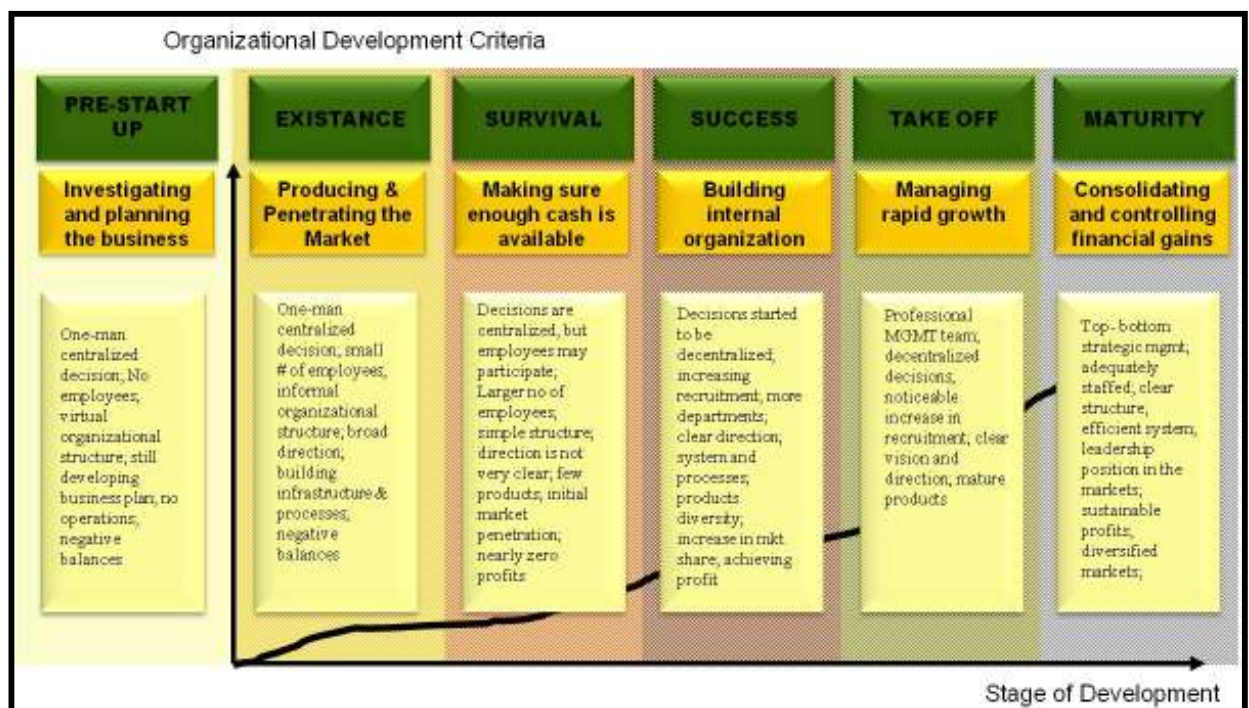 Organizational Development Criteria
PRE-START
UP
EXISTANCE
SURVIVAL
SUCCESS
TAKE OFF
MATURITY
Investigating
and planning
the business
Producing &
Penetrating the
Market
Making sure
enough cash is
available
Building
internal
organization
Managing
rapid growth
Consolidating
and controlling
financial gains
One-man
centralized
decision; No
employees;
virtual
organizational
structure; still
developing
business plan; no
operations;
negative
balances
One-man
centralized
decision; small
# of employees;
informal
organizational
structure; broad
direction;
building
infrastructure &
processes;
negative
balances
Decisions are
centralized, but
employees may
participate;
Larger no of
employees;
simple structure;
direction is not
very clear; few
products; initial
market
penetration;
nearly zero
profits
Decisions started
to be
decentralized;
increasing
recruitment; more
departments;
clear direction;
system and
processes;
products
diversity;
increase in mkt.
share; achieving
profit
Professional
MGMT team;
decentralized
decisions;
noticeable
increase in
recruitment; clear
vision and
direction; mature
products
Top- bottom
strategic mgmt;
adequately
staffed; clear
structure;
efficient system;
leadership
position in the
markets;
sustainable
profits;
diversified
markets;
Stage of Development